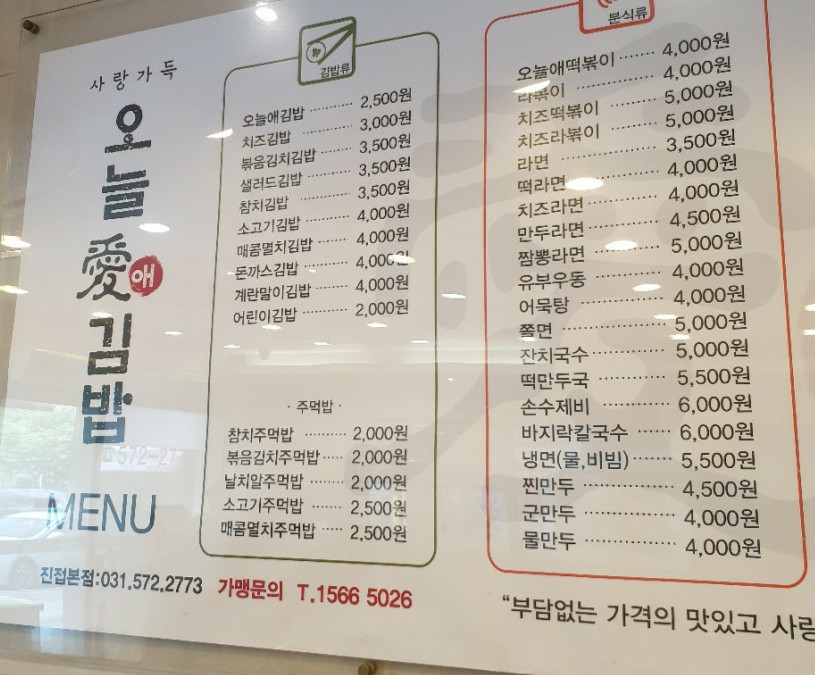 사랑가득
오늘
愛
애
김밥
MENU
진접본점:031.572.2773
가맹문의 T.1566 5026
김밥류
오늘애김밥 ············ 2,500원
치즈김밥 ··············· 3,000원
볶음김치김밥 ········ 3,500원
샐러드김밥 ············ 3,500원
참치김밥 ··············· 3,500원
소고기김밥 ············ 4,000원
매콤멸치김밥 ········ 4,000원
돈까스김밥 ············ 4,000원
계란말이김밥 ········ 4,000원
어린이김밥 ············ 2,000원
· 주먹밥 ·
참치주먹밥 ·········· 2,000원
볶음김치주먹밥 ····· 2,000원
날치알주먹밥 ········ 2,000원
소고기주먹밥 ········ 2,500원
매콤멸치주먹밥 ····· 2,500원
분식류
오늘애떡볶이 ······· 4,000원
라볶이 ················ 4,000원
치즈떡볶이 ·········· 5,000원
치즈라볶이 ·········· 5,000원
라면 ··················· 3,500원
떡라면 ················ 4,000원
치즈라면 ············· 4,000원
만두라면 ············· 4,500원
짬뽕라면 ············· 5,000원
유부우동 ············· 4,000원
어묵탕 ················ 4,000원
쫄면 ··················· 5,000원
잔치국수 ············· 5,000원
떡만두국 ············· 5,500원
손수제비 ············· 6,000원
바지락칼국수 ······· 6,000원
냉면(물,비빔) ······· 5,500원
찐만두 ················ 4,500원
군만두 ················ 4,000원
물만두 ················ 4,000원
“부담없는 가격의 맛있고 사랑